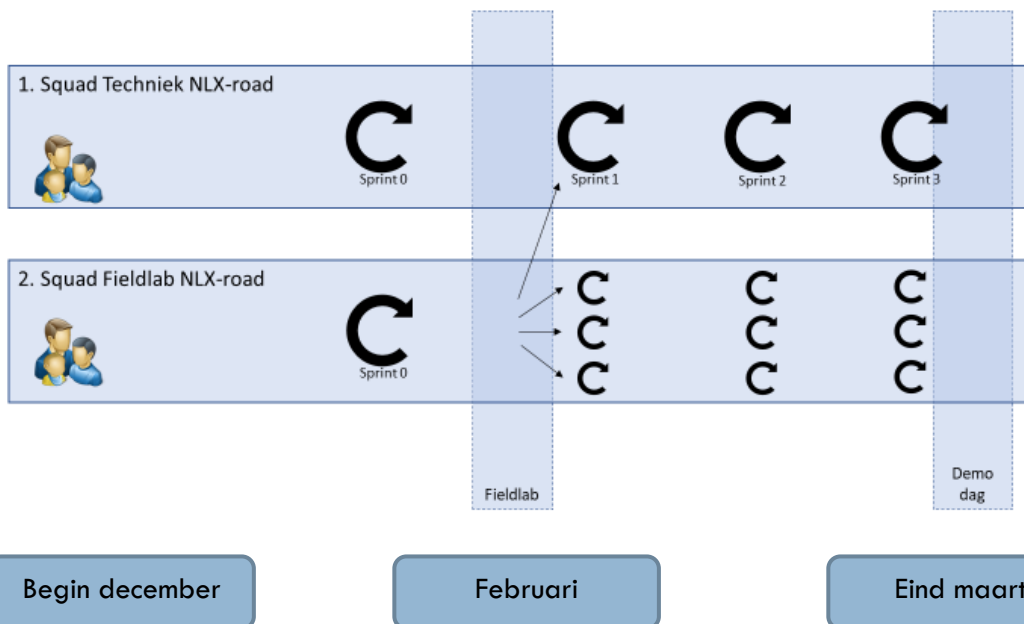 1. Squad Techniek NLX-road
Sprint 0
Sprint 1
Sprint 2
Sprint 3
2. Squad Fieldlab NLX-road
Sprint 0
Fieldlab
Demo
dag
Begin december
Februari
Eind maart